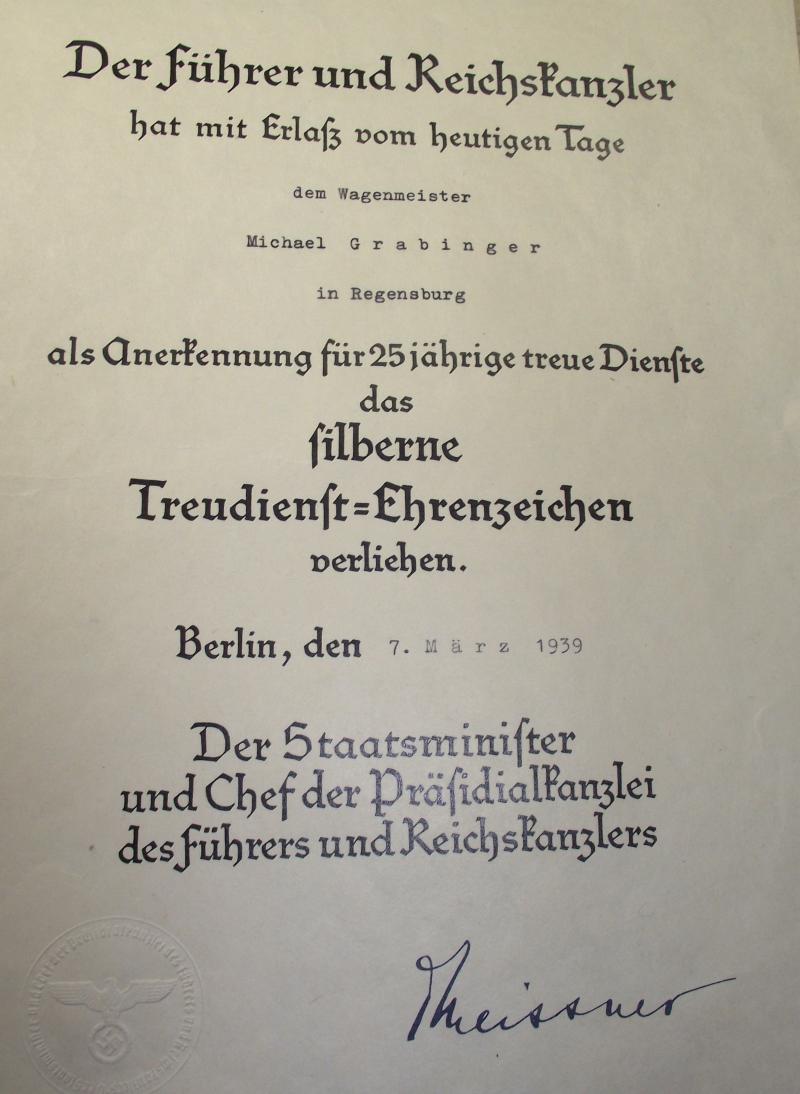 Der Führer und Reichskanzler
hat mit Erlaß vom heutigen Tage
dem Wagenmeister
Michael Grabinger
in Regensburg
als Anerkennung für 25jährige treue Dienste
das
silberne
Treudienst=Ehrenzeichen
verliehen.
Berlin, den 7. März 1939
Der Staatsminister
und Chef der Präsidialkanzlei
des Führers und Reichskanzlers
Meissner